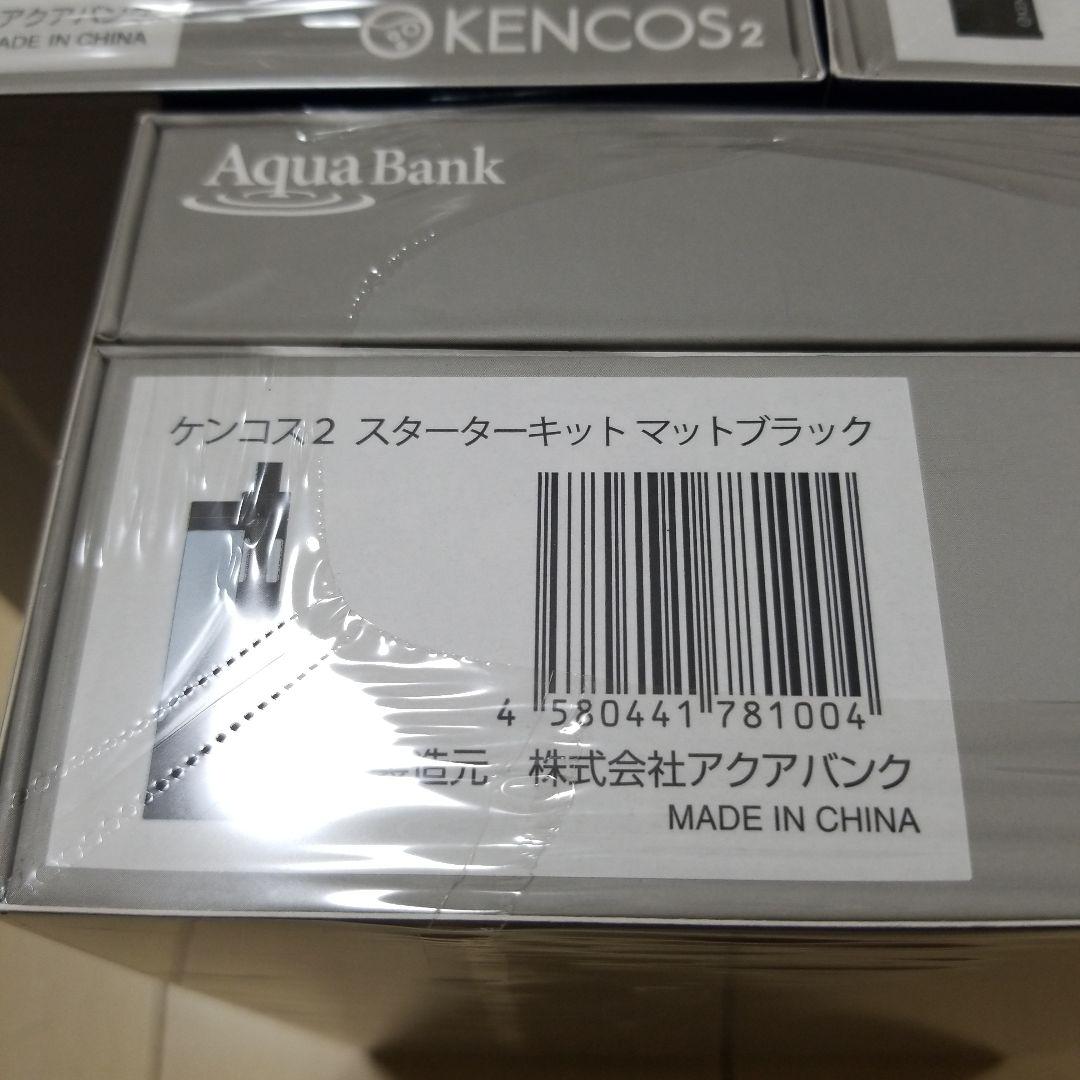 アクアバンク
MADE IN CHINA
KENCOS2
Aqua Bank
ケンコス2 スターターキット マットブラック
4 580441 781004
製造元 株式会社アクアバンク
MADE IN CHINA